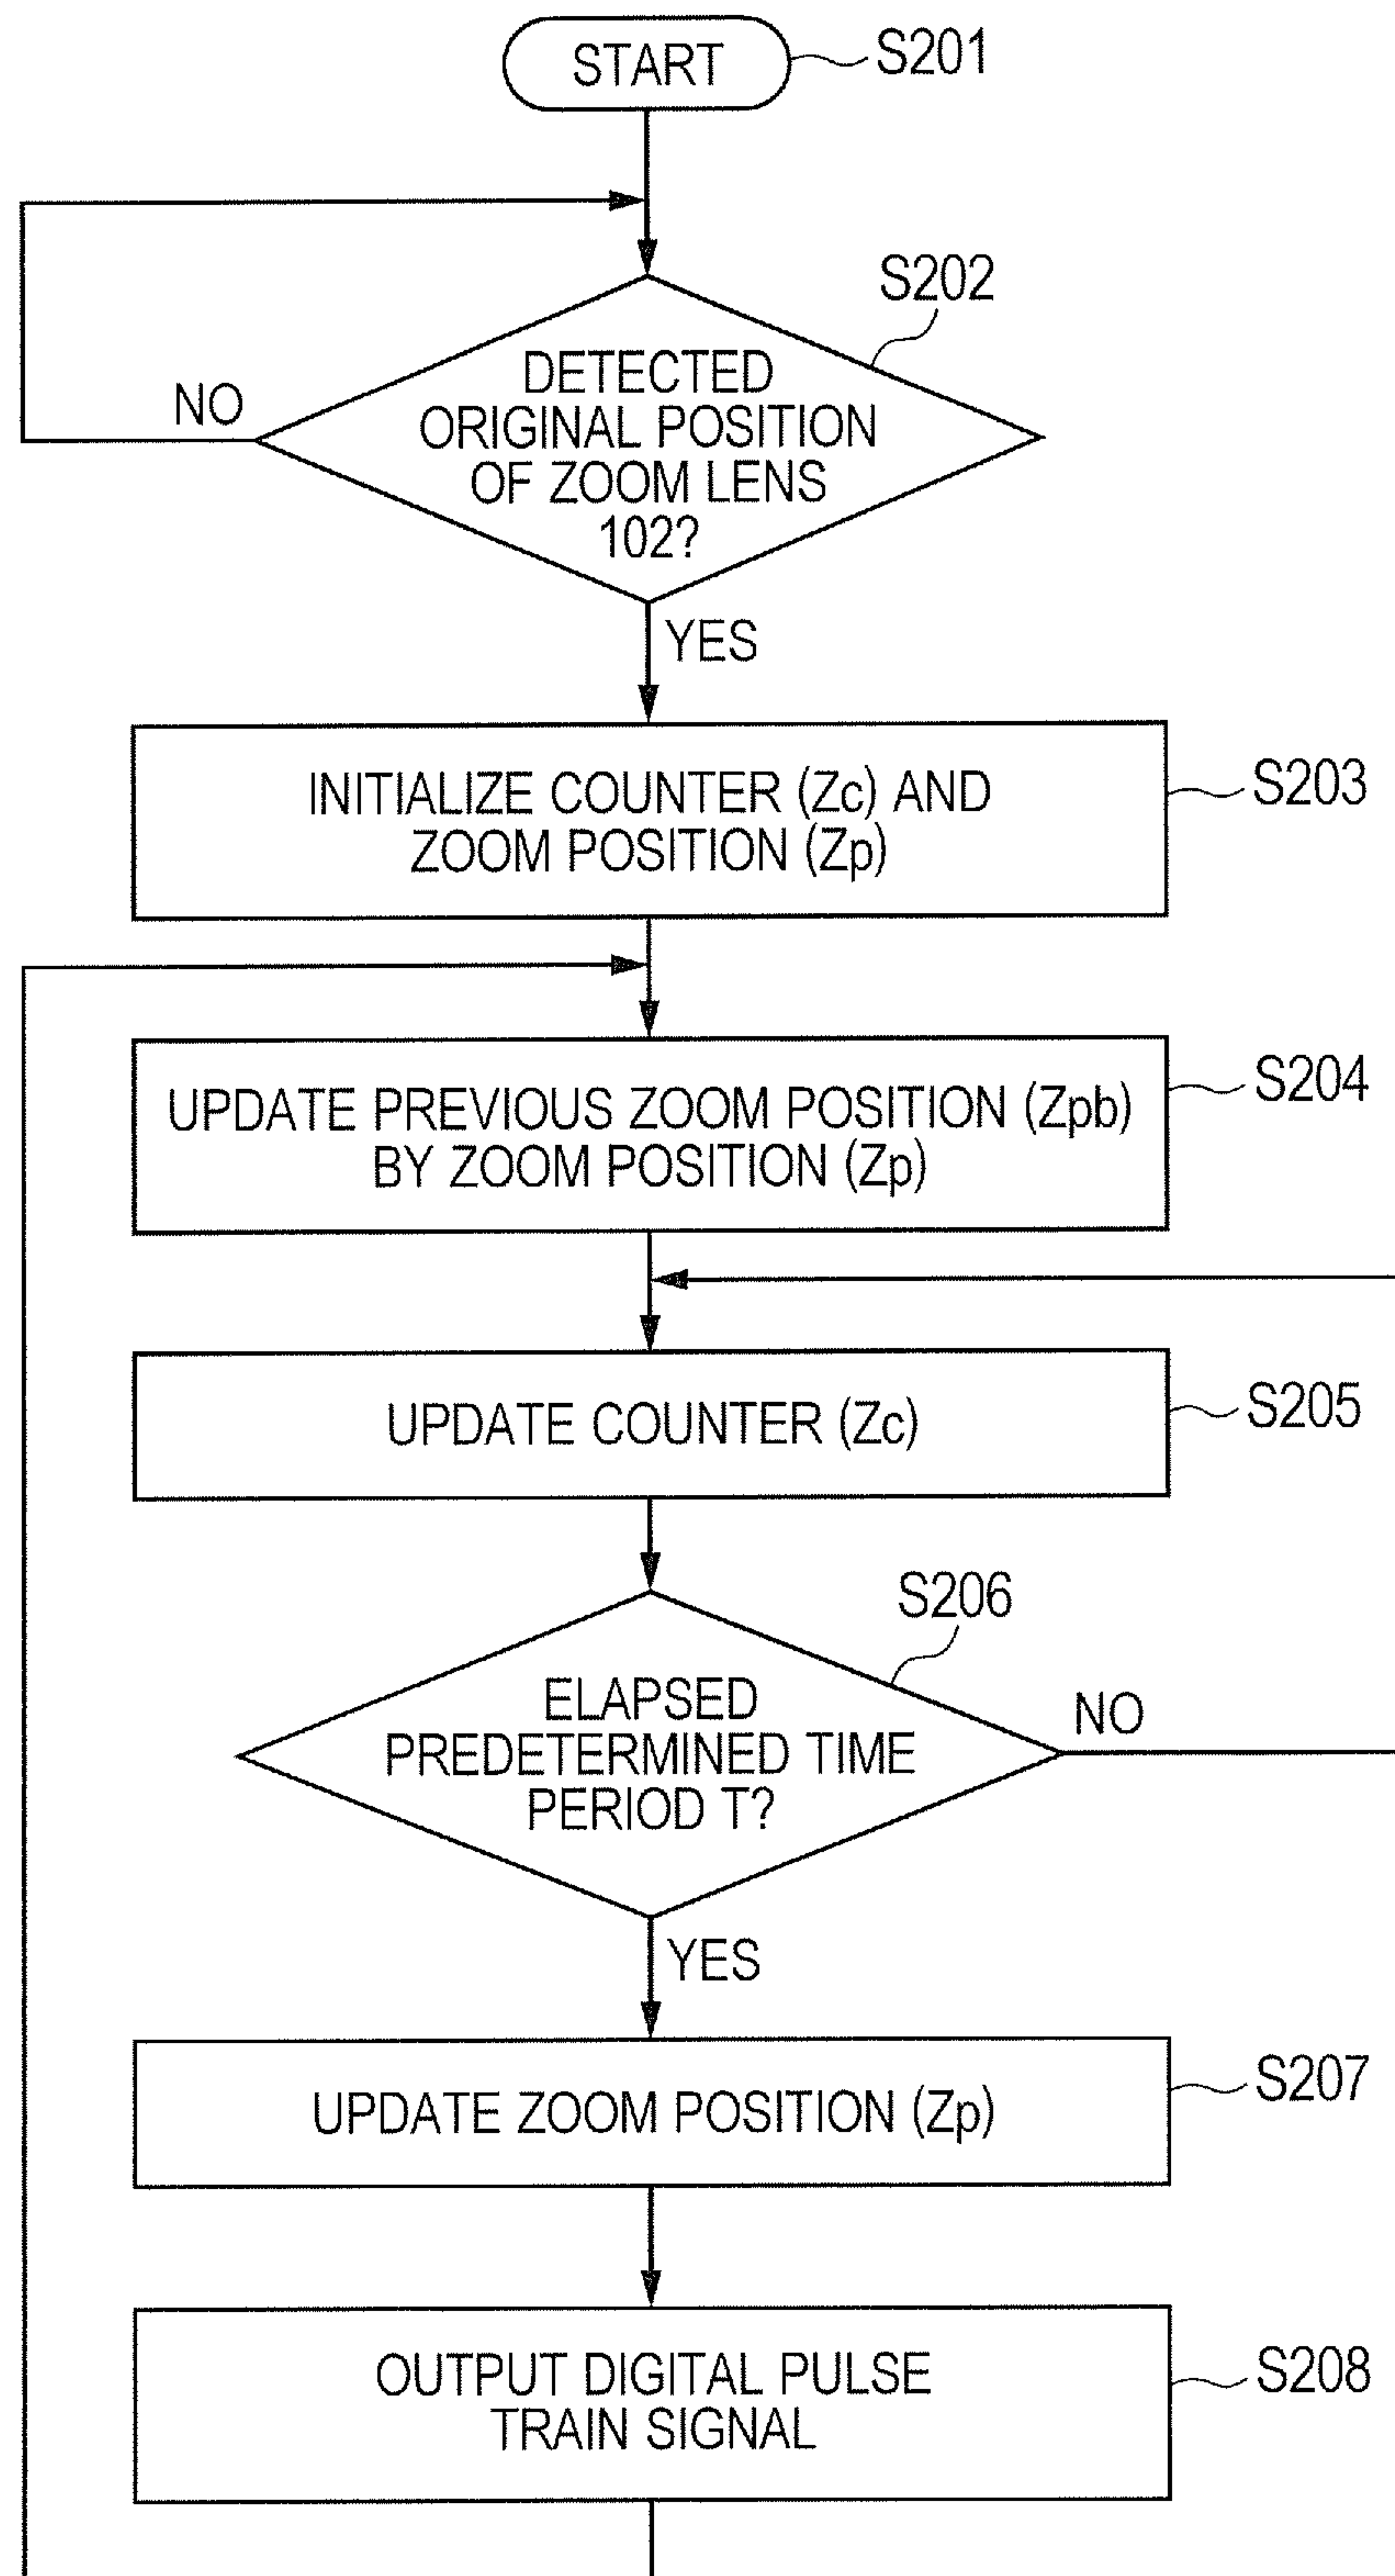 START
S201
S202
DETECTED
ORIGINAL POSITION
OF ZOOM LENS
102?
NO
YES
INITIALIZE COUNTER (Zc) AND
ZOOM POSITION (Zp)
S203
UPDATE PREVIOUS ZOOM POSITION (Zpb)
BY ZOOM POSITION (Zp)
S204
UPDATE COUNTER (Zc)
S205
S206
ELAPSED
PREDETERMINED TIME
PERIOD T?
NO
YES
UPDATE ZOOM POSITION (Zp)
S207
OUTPUT DIGITAL PULSE
TRAIN SIGNAL
S208